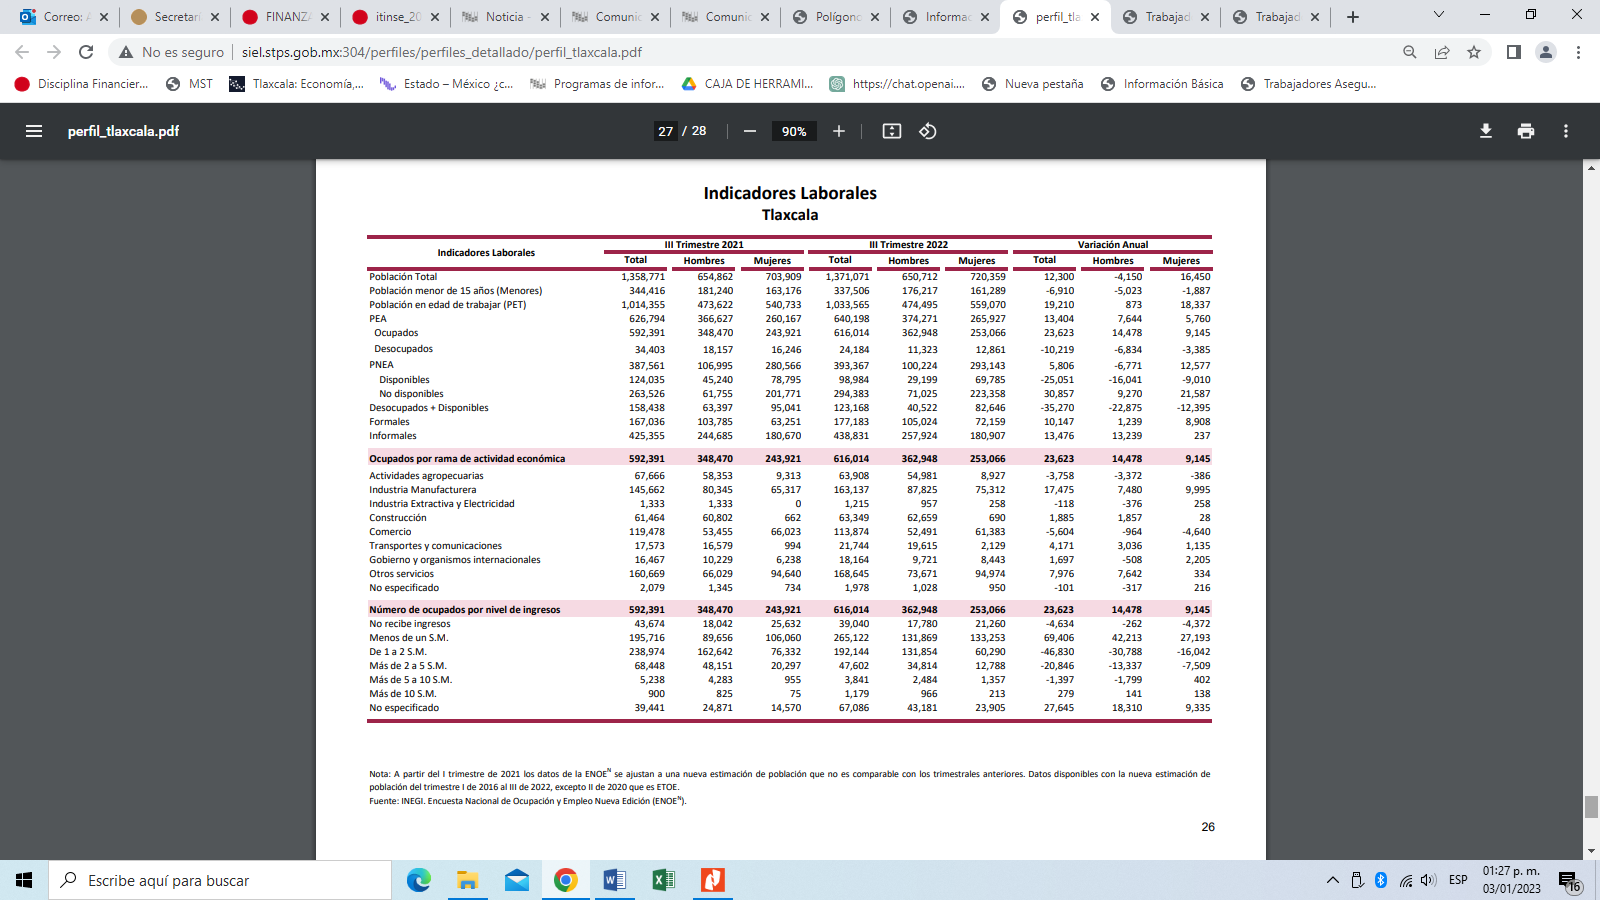 Correo: A
Secretarí
FINANZA
itinse_20
Noticia -
Comunic
Comunic
Polígono
Informac
perfil_tla
Trabajad
Trabajad
No es seguro siel.stps.gob.mx:304/perfiles/perfiles_detallado/perfil_tlaxcala.pdf
Disciplina Financier... MST Tlaxcala: Economía,... Estado – México ¿c... Programas de infor... CAJA DE HERRAMI... https://chat.openai.... Nueva pestaña Información Básica Trabajadores Asegu...
perfil_tlaxcala.pdf 27 / 28 90%
Indicadores Laborales
Tlaxcala
Indicadores Laborales III Trimestre 2021 III Trimestre 2022 Variación Anual
Total Hombres Mujeres Total Hombres Mujeres Total Hombres Mujeres
Población Total 1,358,771 654,862 703,909 1,371,071 650,712 720,359 12,300 -4,150 16,450
Población menor de 15 años (Menores) 344,416 181,240 163,176 337,506 176,217 161,289 -6,910 -5,023 -1,887
Población en edad de trabajar (PET) 1,014,355 473,622 540,733 1,033,565 474,495 559,070 19,210 873 18,337
PEA 626,794 366,627 260,167 640,198 374,271 265,927 13,404 7,644 5,760
Ocupados 592,391 348,470 243,921 616,014 362,948 253,066 23,623 14,478 9,145
Desocupados 34,403 18,157 16,246 24,184 11,323 12,861 -10,219 -6,834 -3,385
PNEA 387,561 106,995 280,566 393,367 100,224 293,143 5,806 -6,771 12,577
Disponibles 124,035 45,240 78,795 98,984 29,199 69,785 -25,051 -16,041 -9,010
No disponibles 263,526 61,755 201,771 294,383 71,025 223,358 30,857 9,270 21,587
Desocupados + Disponibles 158,438 63,397 95,041 123,168 40,522 82,646 -35,270 -22,875 -12,395
Formales 167,036 103,785 63,251 177,183 105,024 72,159 10,147 1,239 8,908
Informales 425,355 244,685 180,670 438,831 257,924 180,907 13,476 13,239 237
Ocupados por rama de actividad económica 592,391 348,470 243,921 616,014 362,948 253,066 23,623 14,478 9,145
Actividades agropecuarias 67,666 58,353 9,313 63,908 54,981 8,927 -3,758 -3,372 -386
Industria Manufacturera 145,662 80,345 65,317 163,137 87,825 75,312 17,475 7,480 9,995
Industria Extractiva y Electricidad 1,333 1,333 0 1,215 957 258 -118 -376 258
Construcción 61,464 60,802 662 63,349 62,659 690 1,885 1,857 28
Comercio 119,478 53,455 66,023 113,874 52,491 61,383 -5,604 -964 -4,640
Transportes y comunicaciones 17,573 16,579 994 21,744 19,615 2,129 4,171 3,036 1,135
Gobierno y organismos internacionales 16,467 10,229 6,238 18,164 9,721 8,443 1,697 -508 2,205
Otros servicios 160,669 66,029 94,640 168,645 73,671 94,974 7,976 7,642 334
No especificado 2,079 1,345 734 1,978 1,028 950 -101 -317 216
Número de ocupados por nivel de ingresos 592,391 348,470 243,921 616,014 362,948 253,066 23,623 14,478 9,145
No recibe ingresos 43,674 18,042 25,632 39,040 17,780 21,260 -4,634 -262 -4,372
Menos de un S.M. 195,716 89,656 106,060 265,122 131,869 133,253 69,406 42,213 27,193
De 1 a 2 S.M. 238,974 162,642 76,332 192,144 131,854 60,290 -46,830 -30,788 -16,042
Más de 2 a 5 S.M. 68,448 48,151 20,297 47,602 34,814 12,788 -20,846 -13,337 -7,509
Más de 5 a 10 S.M. 5,238 4,283 955 3,841 2,484 1,357 -1,397 -1,799 402
Más de 10 S.M. 900 825 75 1,179 966 213 279 141 138
No especificado 39,441 24,871 14,570 67,086 43,181 23,905 27,645 18,310 9,335
Nota: A partir del I trimestre de 2021 los datos de la ENOEᴺ se ajustan a una nueva estimación de población que no es comparable con los trimestrales anteriores. Datos disponibles con la nueva estimación de
población del trimestre I de 2016 al III de 2022, excepto II de 2020 que es ETOE.
Fuente: INEGI. Encuesta Nacional de Ocupación y Empleo Nueva Edición (ENOEᴺ).
26
Escribe aquí para buscar
ESP
01:27 p. m.
03/01/2023
16